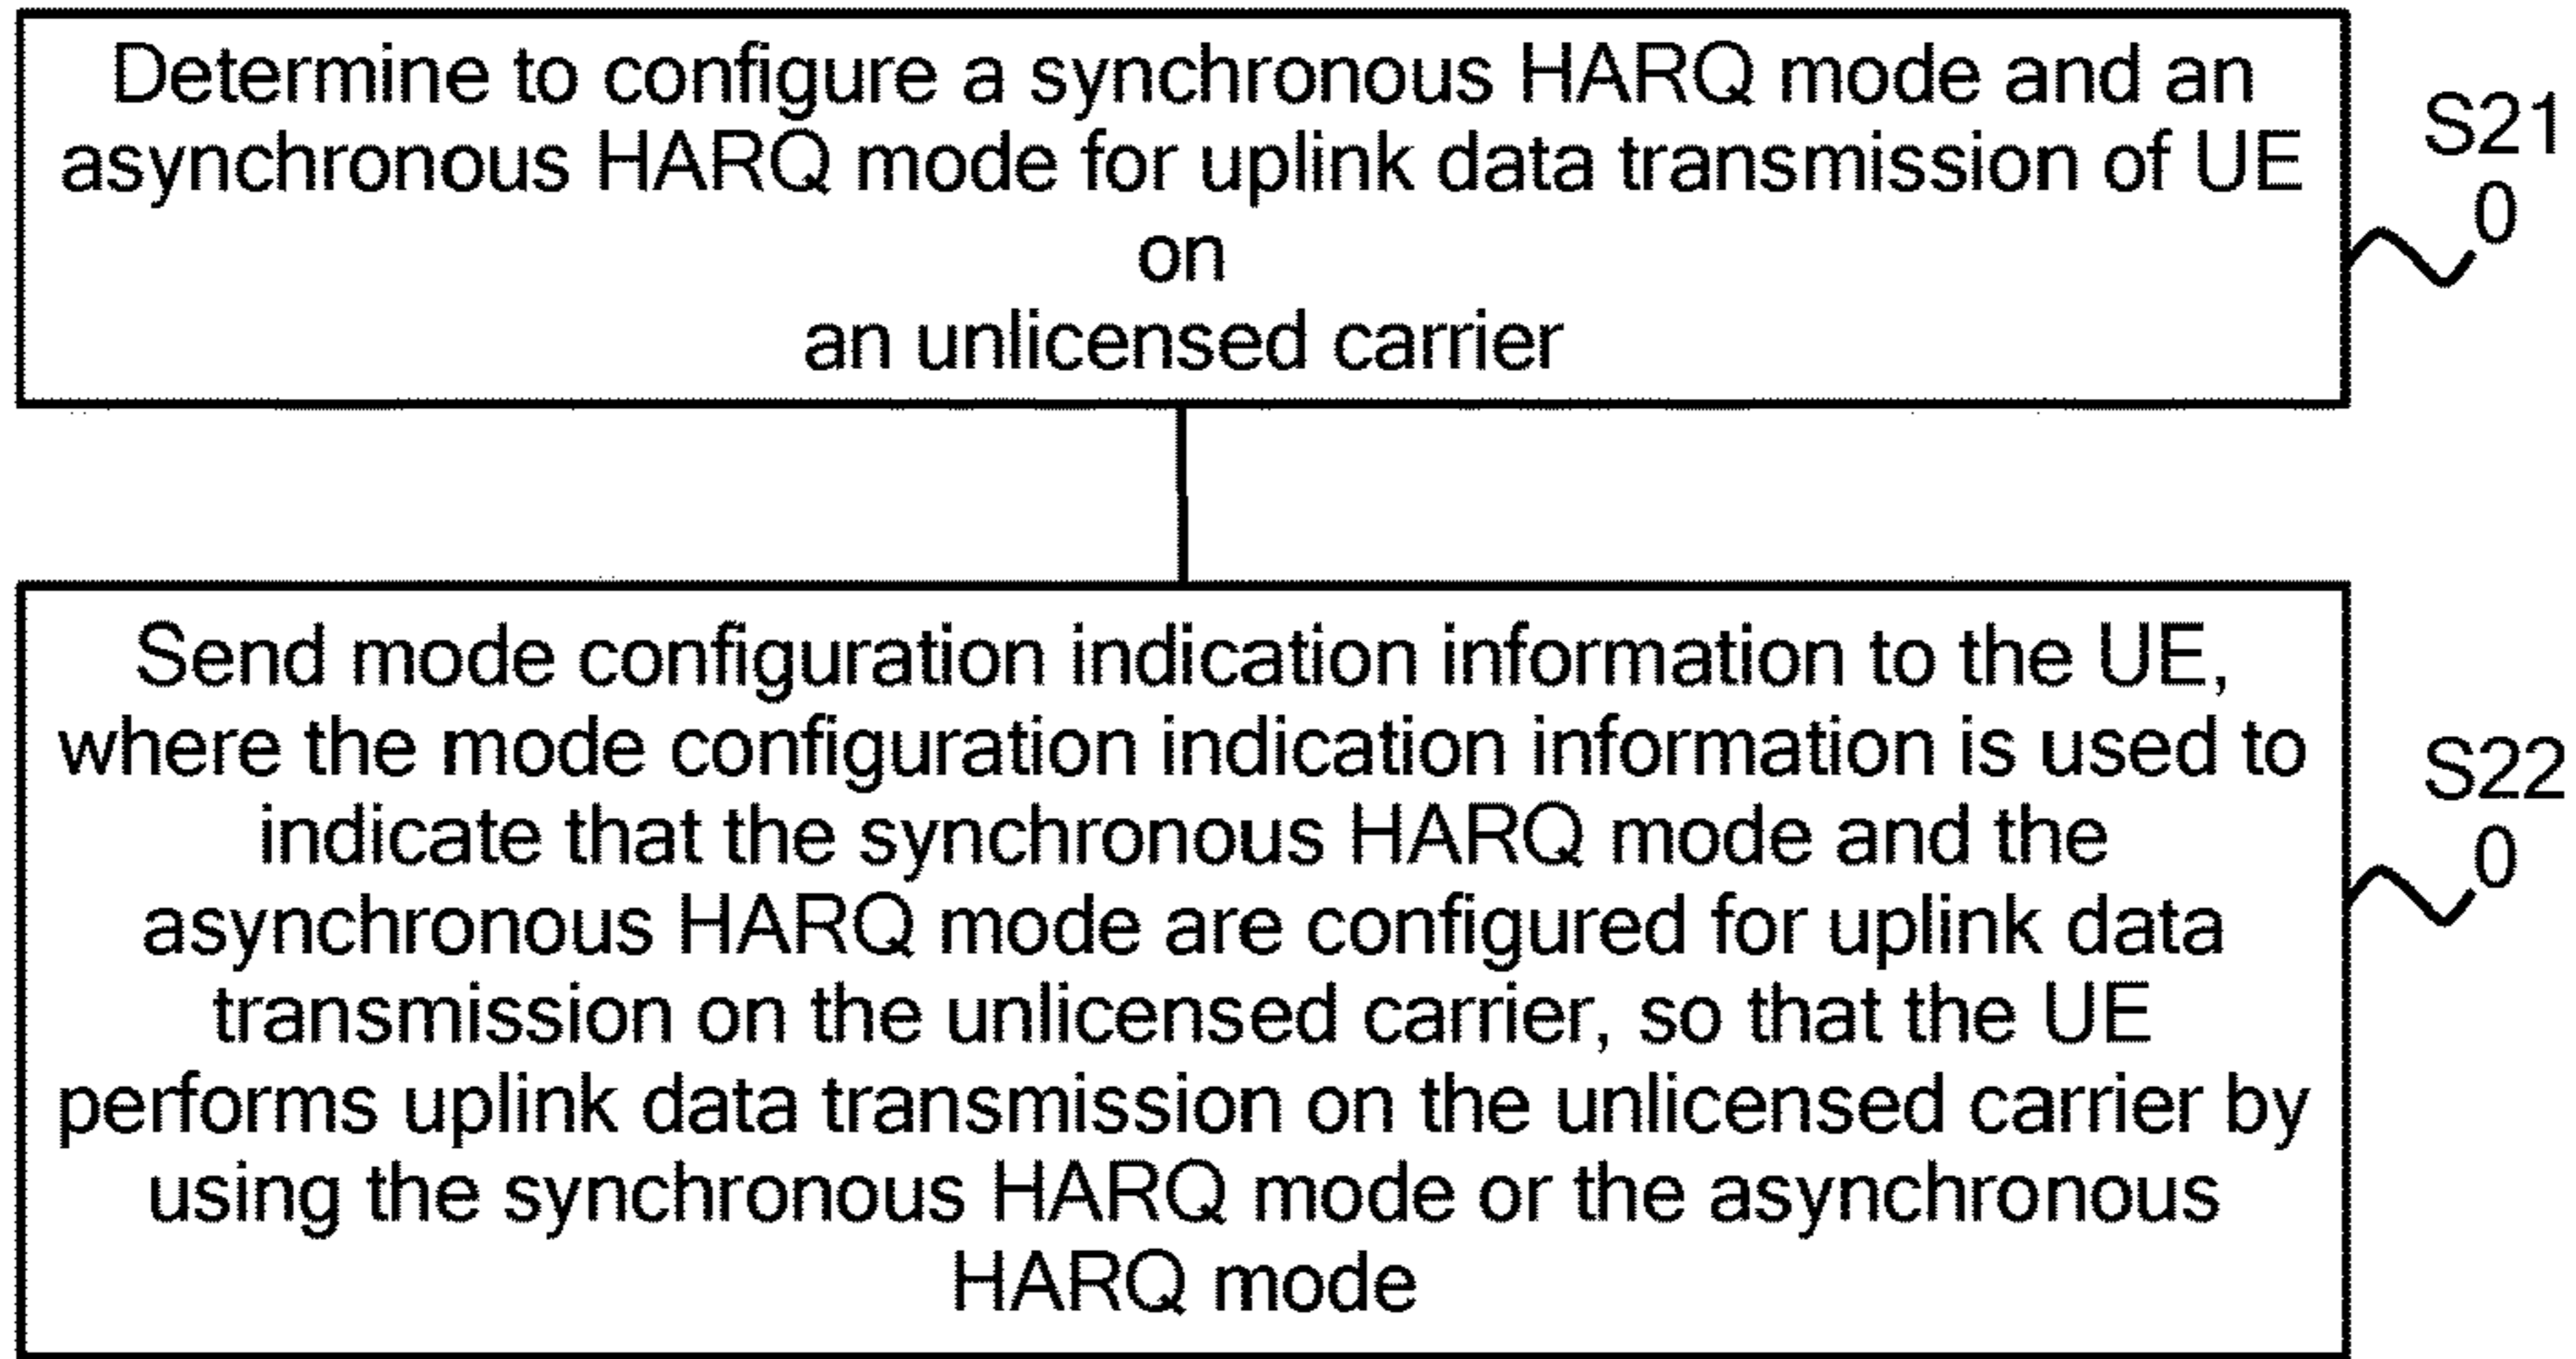 Determine to configure a synchronous HARQ mode and an
asynchronous HARQ mode for uplink data transmission of UE
on
an unlicensed carrier
S21
0
Send mode configuration indication information to the UE,
where the mode configuration indication information is used to
indicate that the synchronous HARQ mode and the
asynchronous HARQ mode are configured for uplink data
transmission on the unlicensed carrier, so that the UE
performs uplink data transmission on the unlicensed carrier by
using the synchronous HARQ mode or the asynchronous
HARQ mode
S22
0